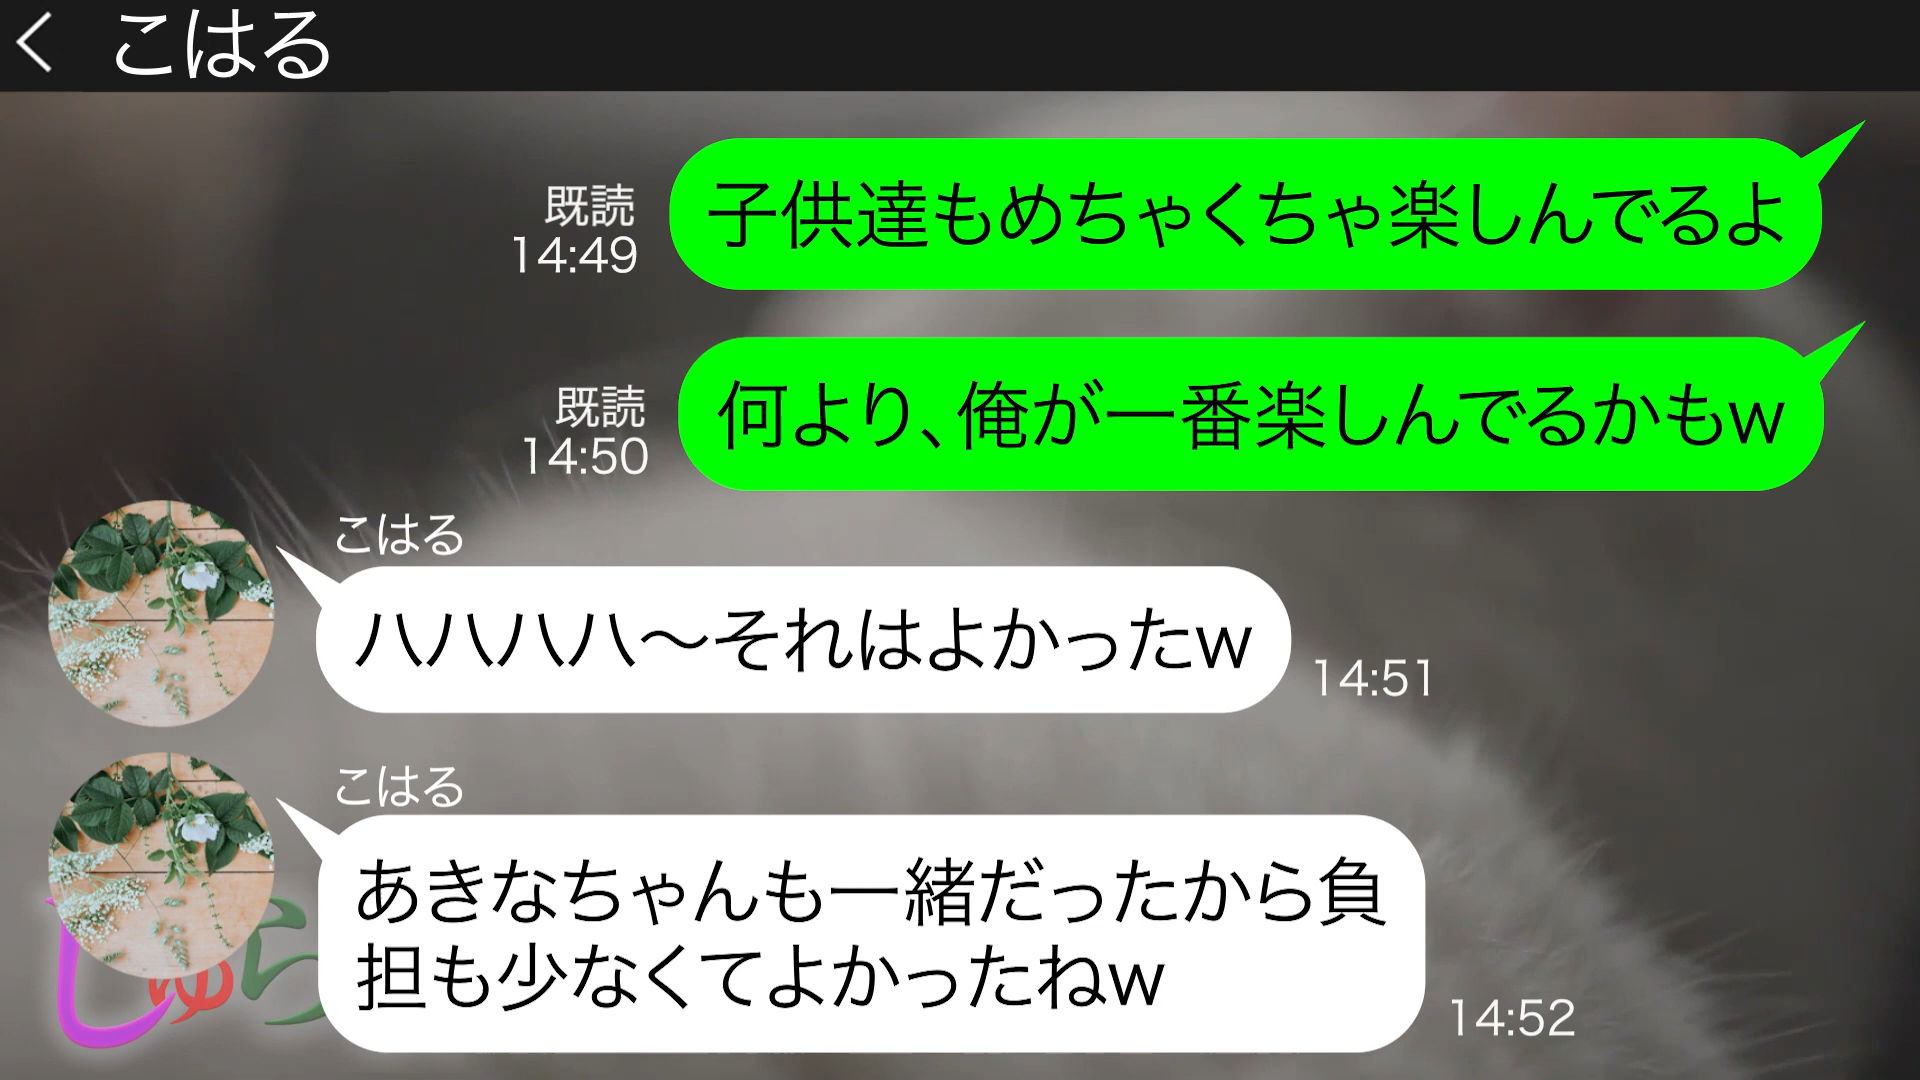 こはる
子供達もめちゃくちゃ楽しんでるよ
既読
14:49
何より、俺が一番楽しんでるかもw
既読
14:50
こはる
ハハハハ〜それはよかったw
14:51
こはる
あきなちゃんも一緒だったから負
担も少なくてよかったねw
14:52
しゅら